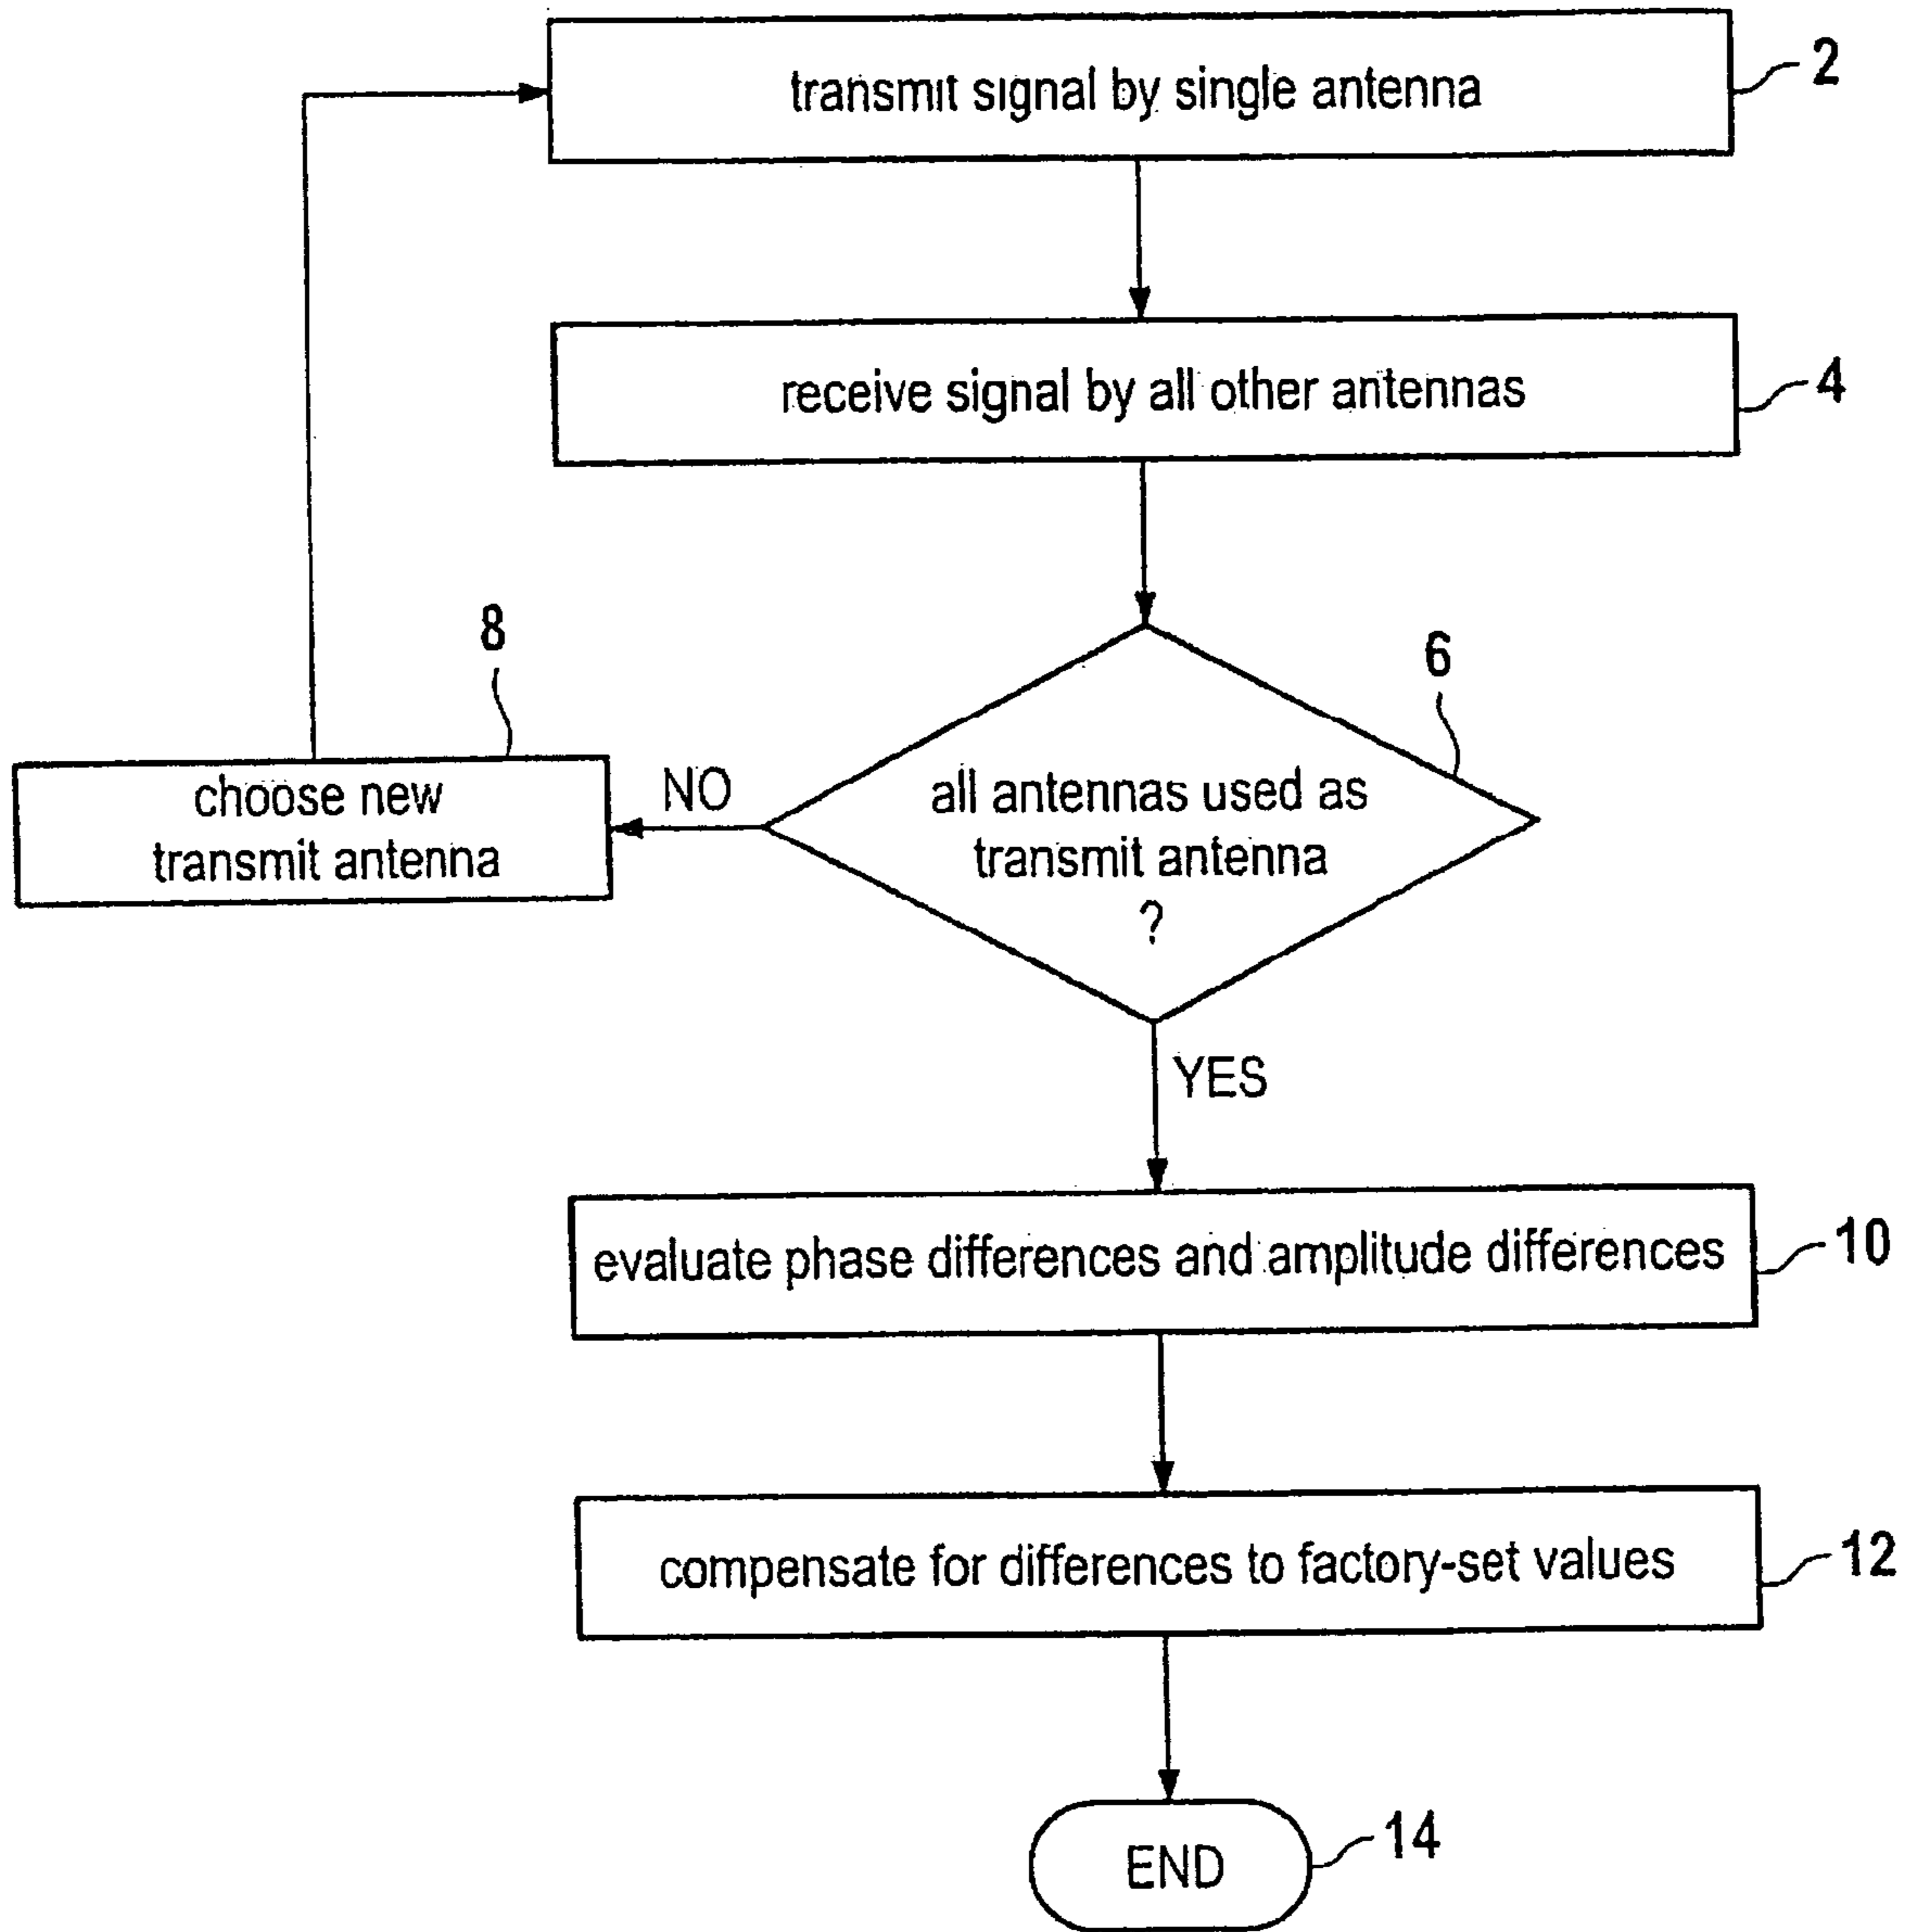 transmit signal by single antenna
2
receive signal by all other antennas
4
8
6
choose new
transmit antenna
NO
all antennas used as
transmit antenna
?
YES
evaluate phase differences and amplitude differences
10
compensate for differences to factory-set values
12
END
14